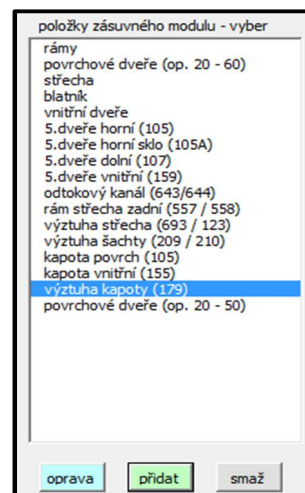 položky zásuvného modulu - vyber
rámy
povrchové dveře (op. 20 - 60)
střecha
blatník
vnitřní dveře
5.dveře horní (105)
5.dveře horní sklo (105A)
5.dveře dolní (107)
5.dveře vnitřní (159)
odtokový kanál (643/644)
rám střecha zadní (557 / 558)
výztuha střecha (693 / 123)
výztuha šachty (209 / 210)
kapota povrch (105)
kapota vnitřní (155)
výztuha kapoty (179)
povrchové dveře (op. 20 - 50)
oprava přidat smaž